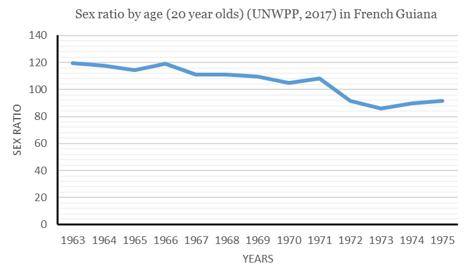 Sex ratio by age (20 year olds) (UNWPP, 2017) in French Guiana
140
120
100
80
60
40
20
0
SEX RATIO
1963 1964 1965 1966 1967 1968 1969 1970 1971 1972 1973 1974 1975
YEARS